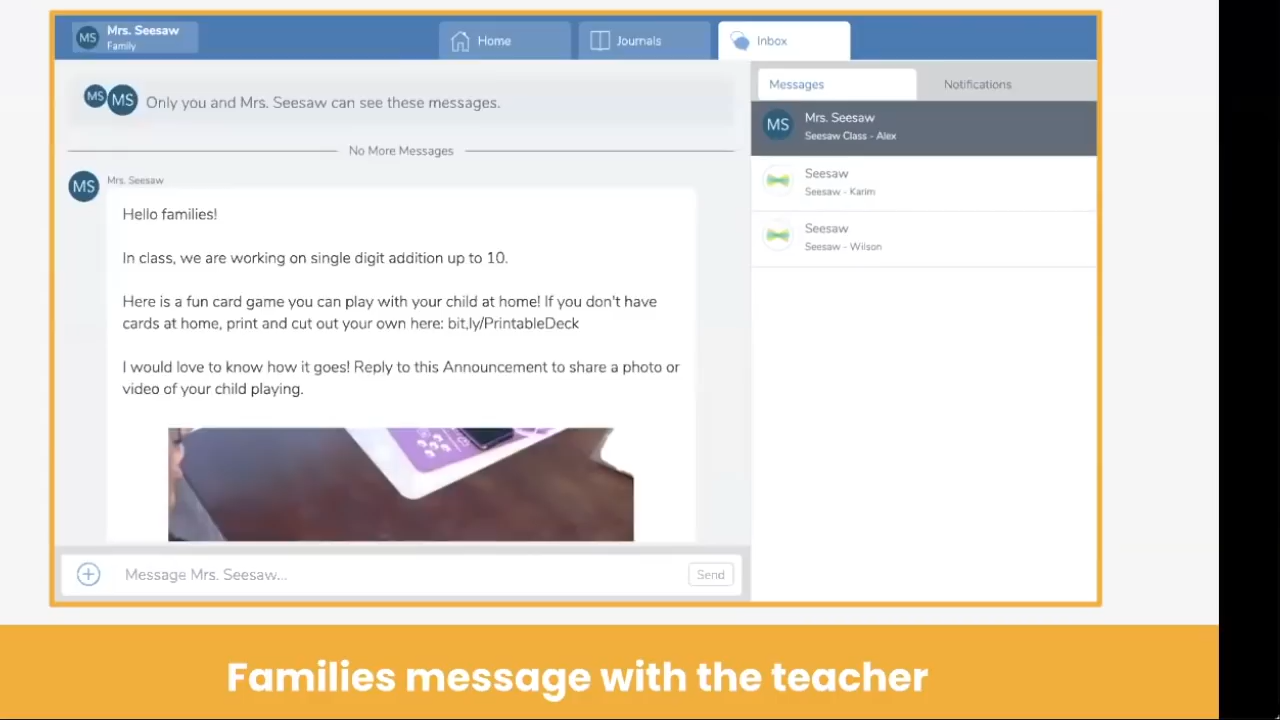 MS
Mrs. Seesaw
Family
Home
Journals
Inbox
MS MS Only you and Mrs. Seesaw can see these messages.
No More Messages
MS
Mrs. Seesaw
Hello families!
In class, we are working on single digit addition up to 10.
Here is a fun card game you can play with your child at home! If you don't have
cards at home, print and cut out your own here: bit,ly/PrintableDeck
I would love to know how it goes! Reply to this Announcement to share a photo or
video of your child playing.
Message Mrs. Seesaw...
Send
Messages
Notifications
MS
Mrs. Seesaw
Seesaw Class - Alex
Seesaw
Seesaw - Karim
Seesaw
Seesaw - Wilson
Families message with the teacher